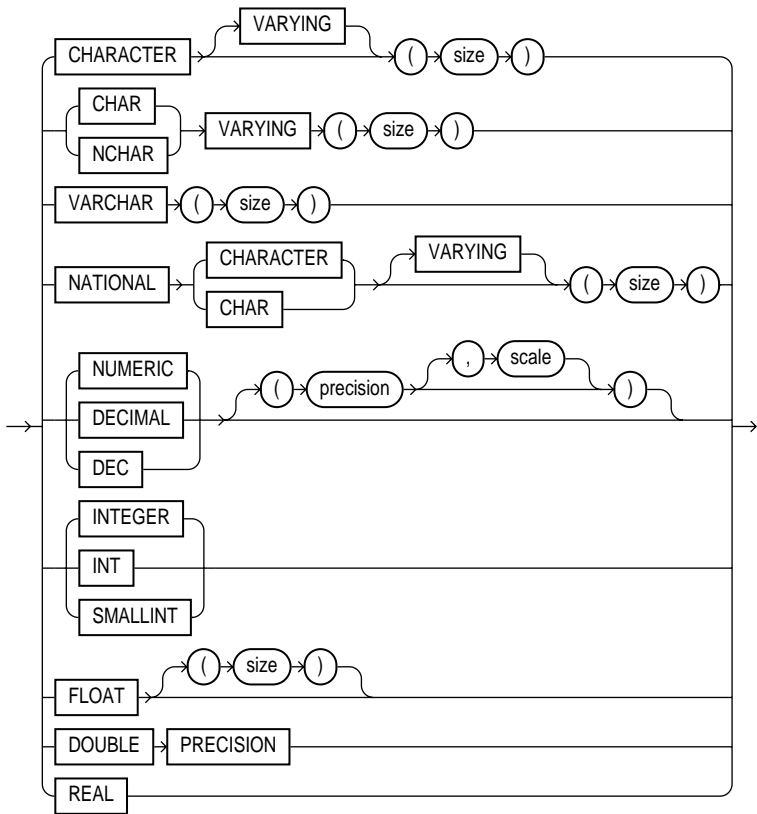 VARYING
CHARACTER ( size )
CHAR
NCHAR
VARYING ( size )
VARCHAR ( size )
NATIONAL
CHARACTER
CHAR
VARYING
( size )
NUMERIC
DECIMAL
DEC
( precision , scale )
INTEGER
INT
SMALLINT
FLOAT ( size )
DOUBLE PRECISION
REAL